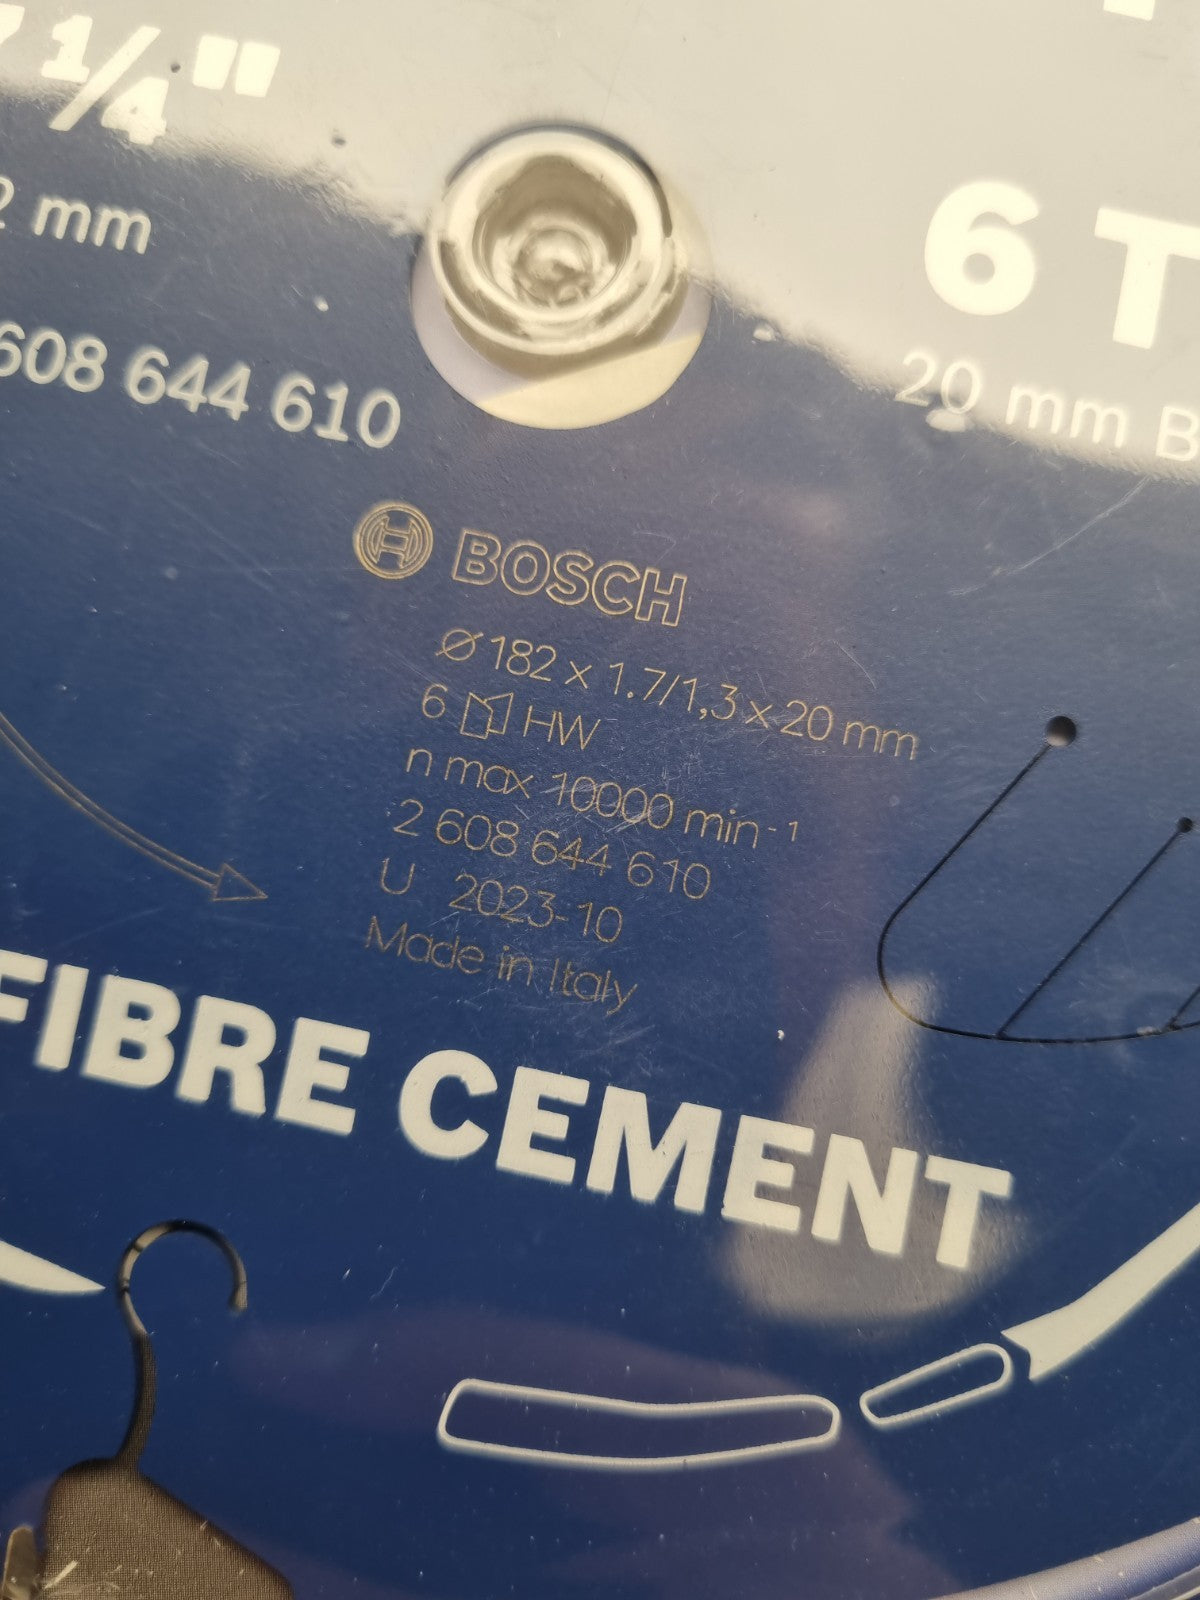 7 1/4"
2 mm
608 644 610
6 T
20 mm B
BOSCH
Ø 182 x 1.7/1,3 x 20 mm
6 HW
n max 10000 min-1
2 608 644 610
U 2023-10
Made in Italy
FIBRE CEMENT